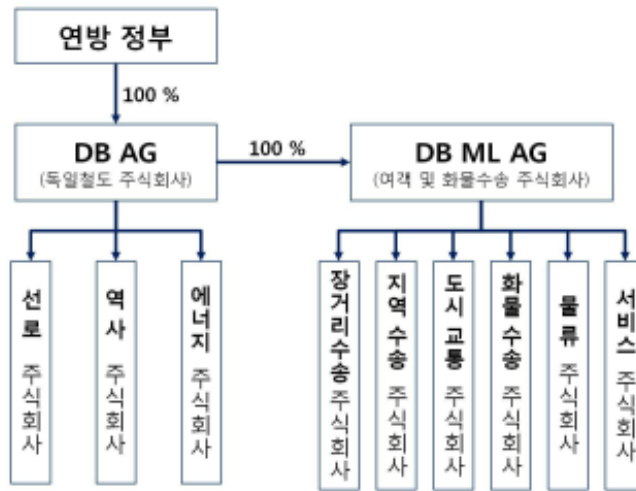 연방 정부
100 %
DB AG
(독일철도 주식회사)
100 %
DB ML AG
(여객 및 화물수송 주식회사)
선로 주식회사
역사 주식회사
에너지 주식회사
장거리수송 주식회사
지역 수송 주식회사
도시 교통 주식회사
화물 수송 주식회사
물류 주식회사
서비스 주식회사